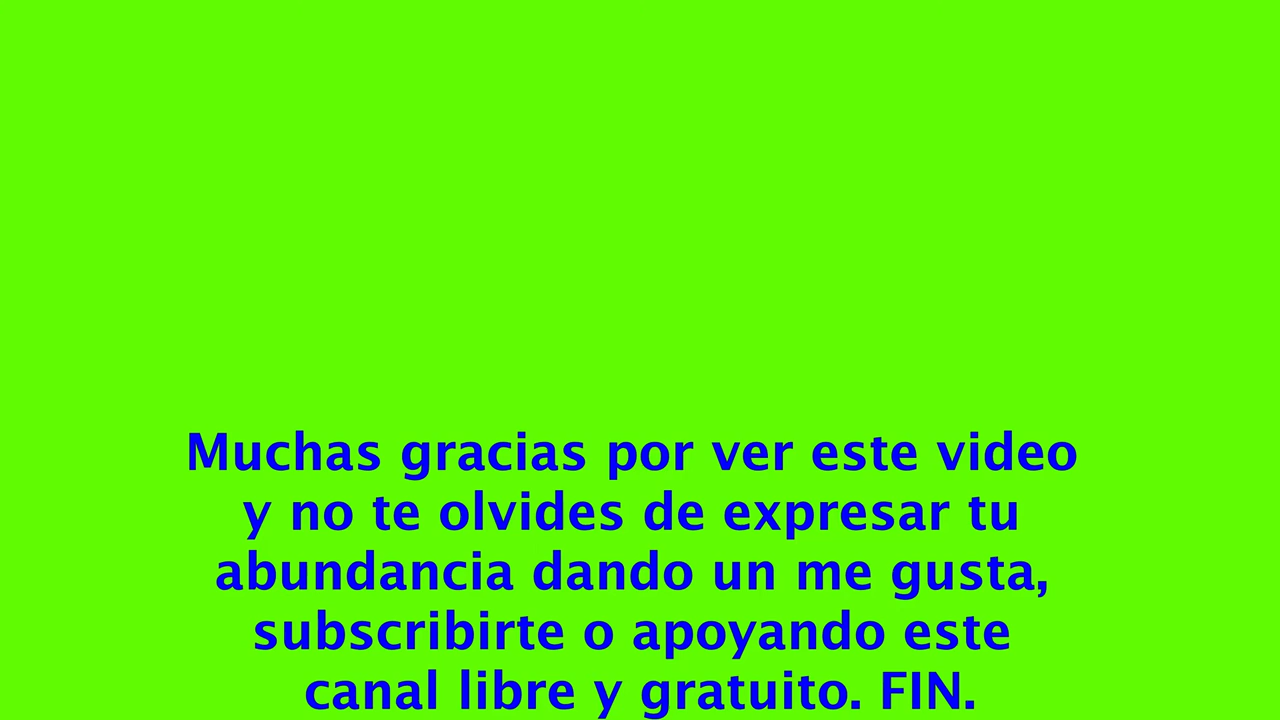 Muchas gracias por ver este video
y no te olvides de expresar tu
abundancia dando un me gusta,
subscribirte o apoyando este
canal libre y gratuito. FIN.